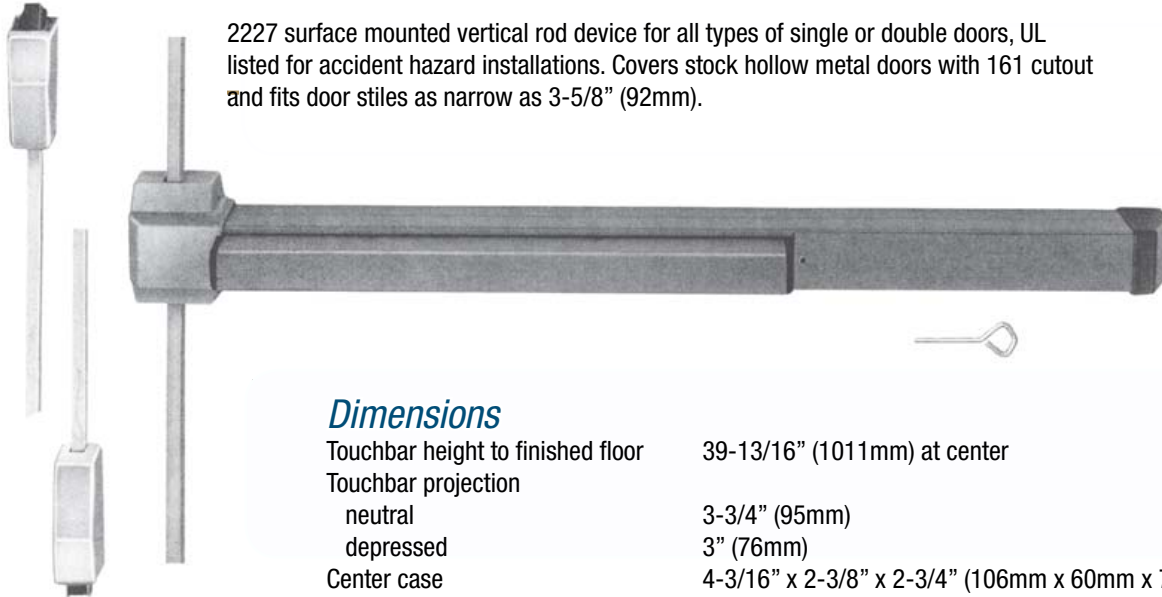 2227 surface mounted vertical rod device for all types of single or double doors, UL
listed for accident hazard installations. Covers stock hollow metal doors with 161 cutout
and fits door stiles as narrow as 3-5/8” (92mm).
Dimensions
Touchbar height to finished floor 39-13/16” (1011mm) at center
Touchbar projection
neutral 3-3/4” (95mm)
depressed 3” (76mm)
Center case 4-3/16” x 2-3/8” x 2-3/4” (106mm x 60mm x